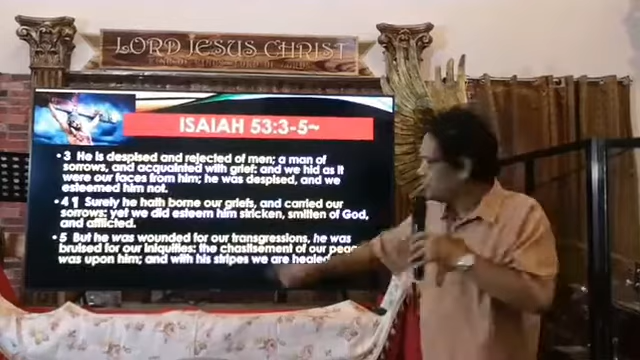 LORD JESUS CHRIST
ISAIAH 53:3-5~
• 3 He is despised and rejected of men; a man of
sorrows, and acquainted with grief: and we hid as it
were our faces from him; he was despised, and we
esteemed him not.
• 4 ¶ Surely he hath borne our griefs, and carried our
sorrows: yet we did esteem him stricken, smitten of God,
and afflicted.
• 5 But he was wounded for our transgressions, he was
bruised for our iniquities: the chastisement of our peace
was upon him; and with his stripes we are healed.